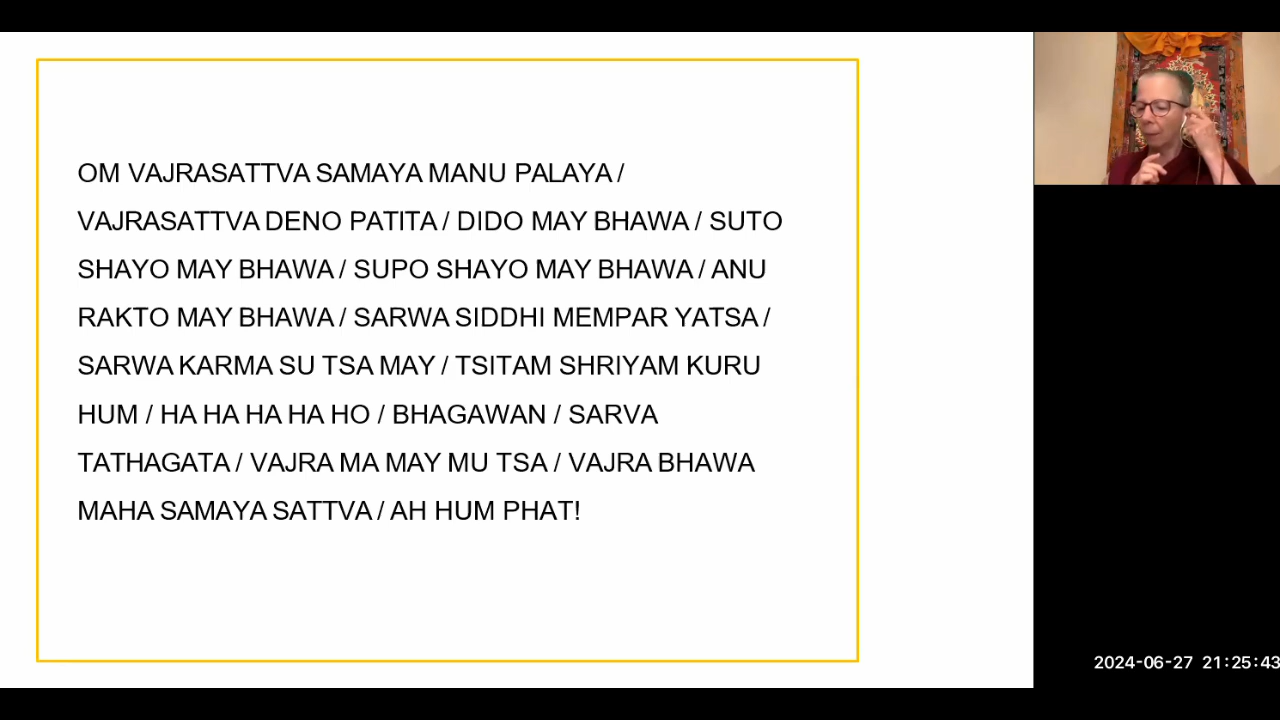 OM VAJRASATTVA SAMAYA MANU PALAYA /
VAJRASATTVA DENO PATITA / DIDO MAY BHAWA / SUTO
SHAYO MAY BHAWA / SUPO SHAYO MAY BHAWA / ANU
RAKTO MAY BHAWA / SARWA SIDDHI MEMPAR YATSA /
SARWA KARMA SU TSA MAY / TSITAM SHRIYAM KURU
HUM / HA HA HA HA HO / BHAGAWAN / SARVA
TATHAGATA / VAJRA MA MAY MU TSA / VAJRA BHAWA
MAHA SAMAYA SATTVA / AH HUM PHAT!
2024-06-27 21:25:43